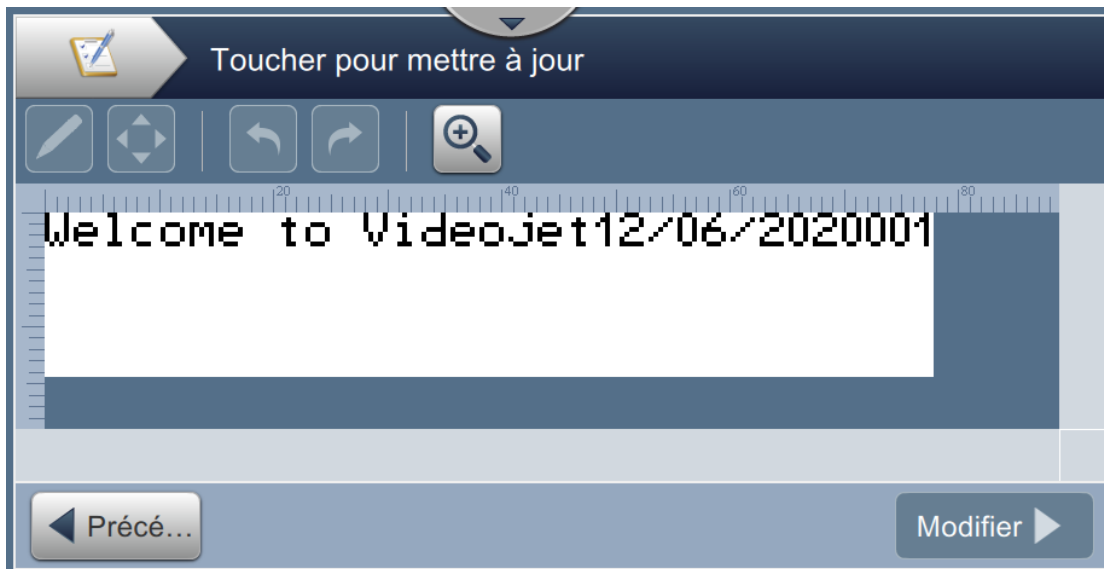 Toucher pour mettre à jour
20 40 60 80
Welcome to Videojet12/06/2020001
Précé...
Modifier